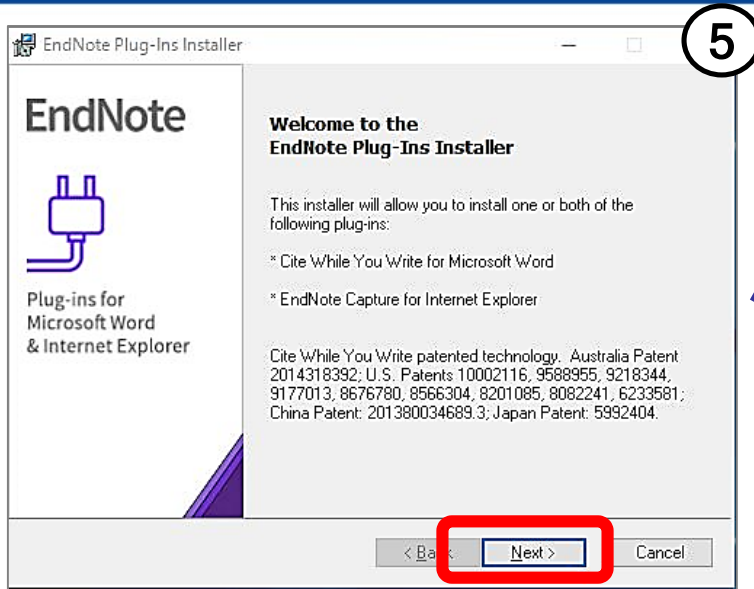 EndNote Plug-Ins Installer
5
EndNote
Plug-ins for
Microsoft Word
& Internet Explorer
Welcome to the
EndNote Plug-Ins Installer
This installer will allow you to install one or both of the
following plug-ins:
* Cite While You Write for Microsoft Word
* EndNote Capture for Internet Explorer
Cite While You Write patented technology. Australia Patent
2014318392; U.S. Patents 10002116, 9588955, 9218344,
9177013, 8676780, 8566304, 8201085, 8082241, 6233581;
China Patent: 201380034689.3; Japan Patent: 5992404.
Next > Cancel